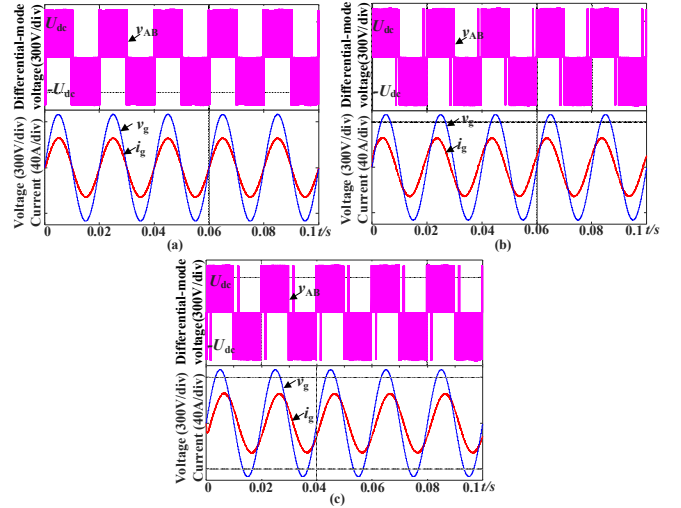 Differential-mode
voltage(300V/div)
U_dc
v_AB
-U_dc
Voltage (300V/div)
Current (40A/div)
v_g
i_g
0 0.02 0.04 0.06 0.08 0.1 t/s
(a)
Differential-mode
voltage(300V/div)
U_dc
v_AB
-U_dc
Voltage (300V/div)
Current (40A/div)
v_g
i_g
0 0.02 0.04 0.06 0.08 0.1 t/s
(b)
Differential-mode
voltage(300V/div)
U_dc
v_AB
-U_dc
Voltage (300V/div)
Current (40A/div)
v_g
i_g
0 0.02 0.04 0.06 0.08 0.1 t/s
(c)